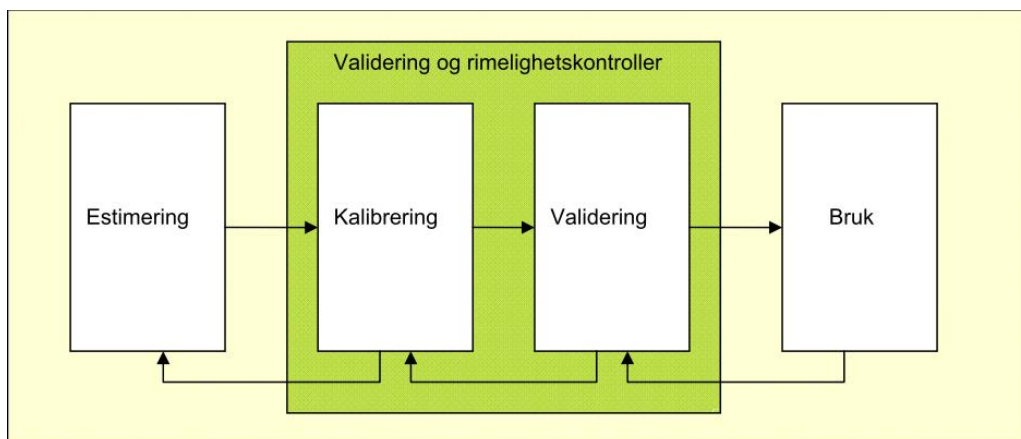 Validering og rimelighetskontroller
Estimering
Kalibrering
Validering
Bruk